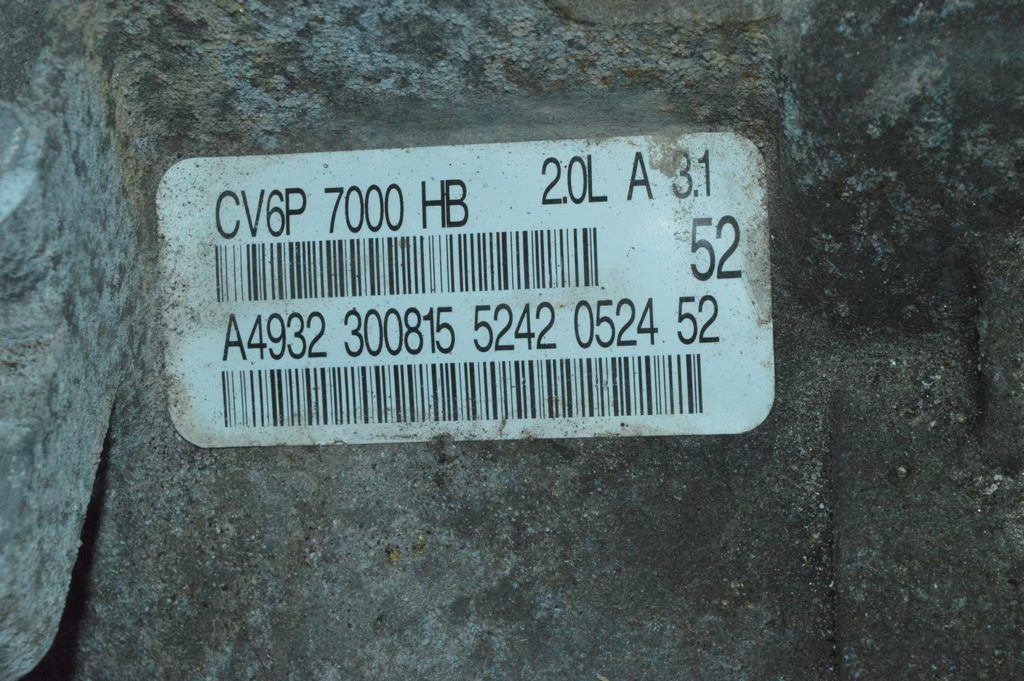 CV6P 7000 HB 2.0L A 3.1
52
A4932 300815 5242 0524 52